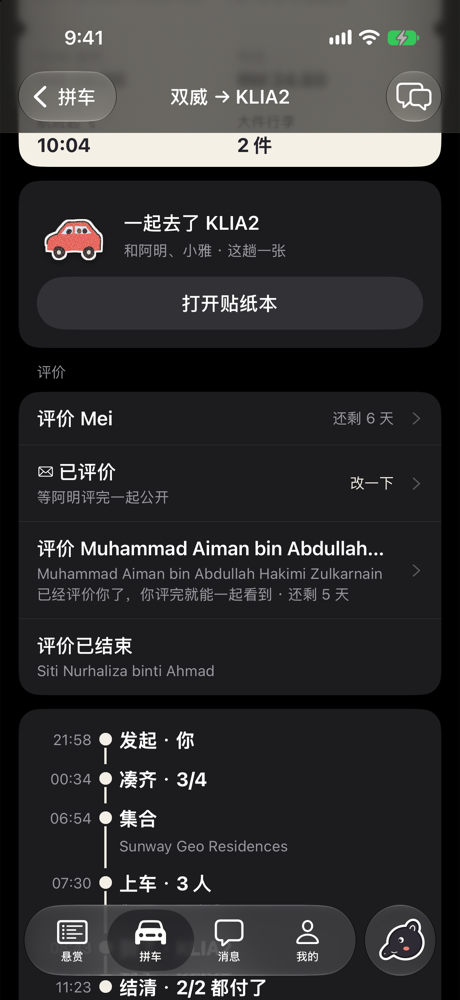 9:41
拼车
双威 → KLIA2
大件行李
10:04
2 件
一起去了 KLIA2
和阿明、小雅 · 这趟一张
打开贴纸本
评价
评价 Mei
还剩 6 天
已评价
等阿明评完一起公开
改一下
评价 Muhammad Aiman bin Abdullah...
Muhammad Aiman bin Abdullah Hakimi Zulkarnain
已经评价你了，你评完就能一起看到 · 还剩 5 天
评价已结束
Siti Nurhaliza binti Ahmad
21:58 发起 · 你
00:34 凑齐 · 3/4
06:54 集合
Sunway Geo Residences
07:30 上车 · 3 人
悬赏
拼车
消息
我的
11:23 结清 · 2/2 都付了